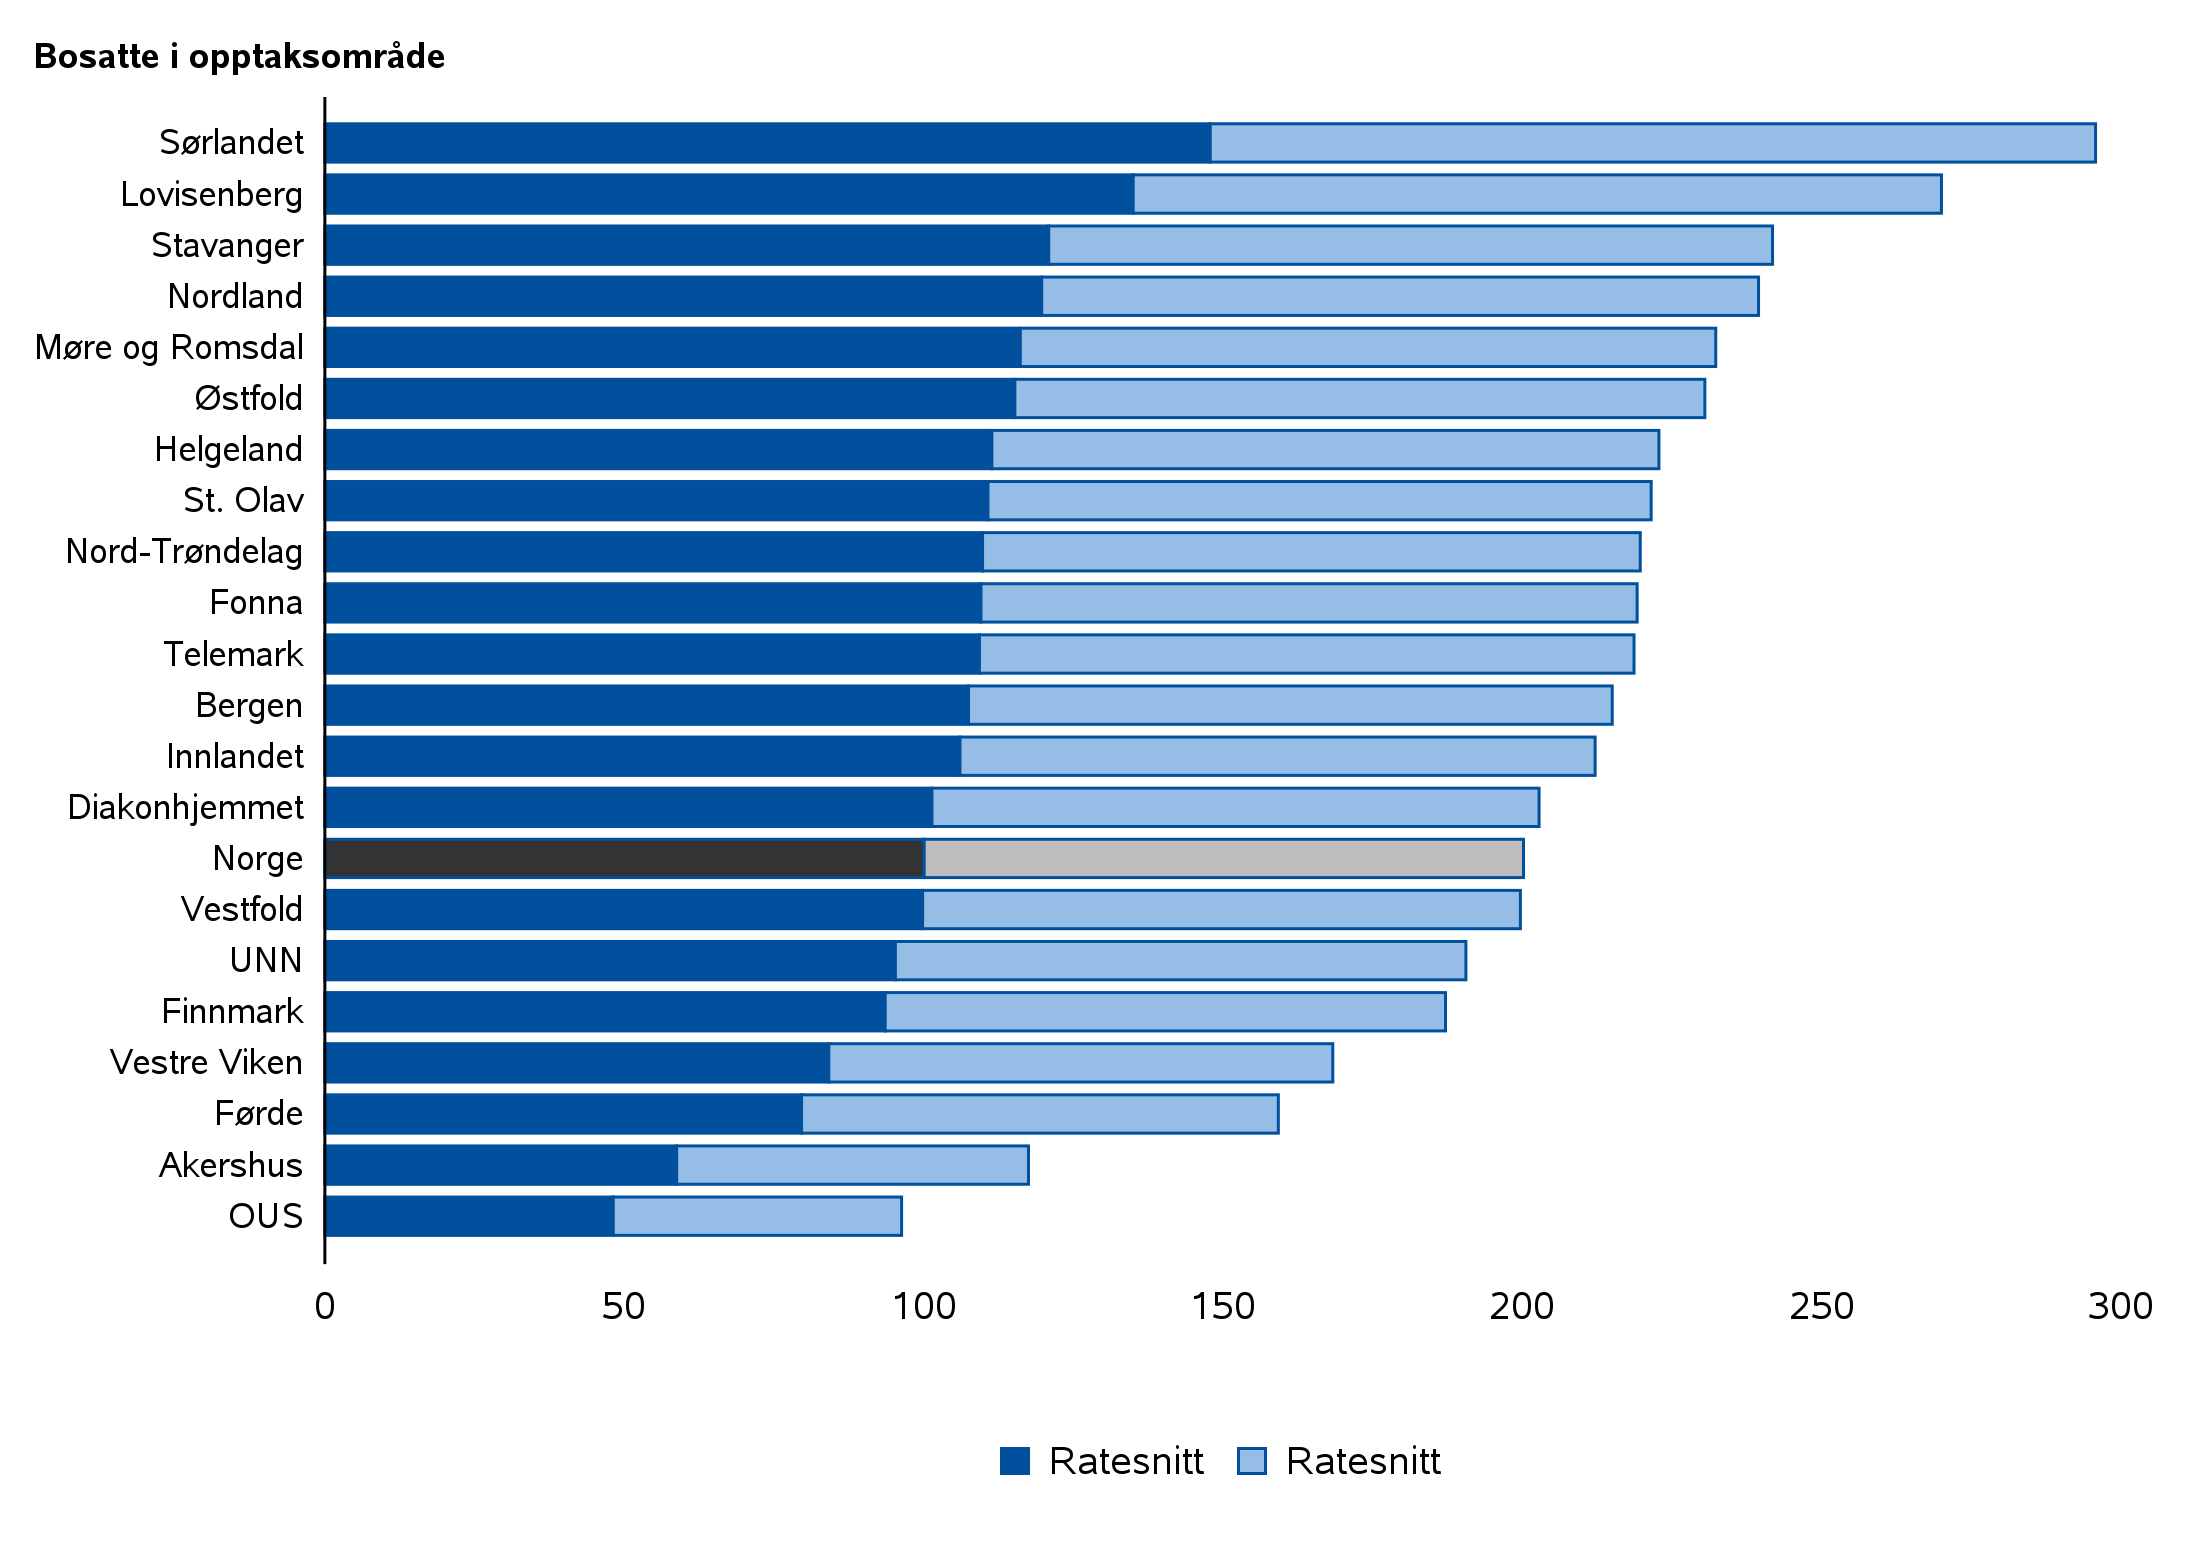 Bosatte i opptaksområde
Sørlandet
Lovisenberg
Stavanger
Nordland
Møre og Romsdal
Østfold
Helgeland
St. Olav
Nord-Trøndelag
Fonna
Telemark
Bergen
Innlandet
Diakonhjemmet
Norge
Vestfold
UNN
Finnmark
Vestre Viken
Førde
Akershus
OUS
0 50 100 150 200 250 300
Ratesnitt Ratesnitt